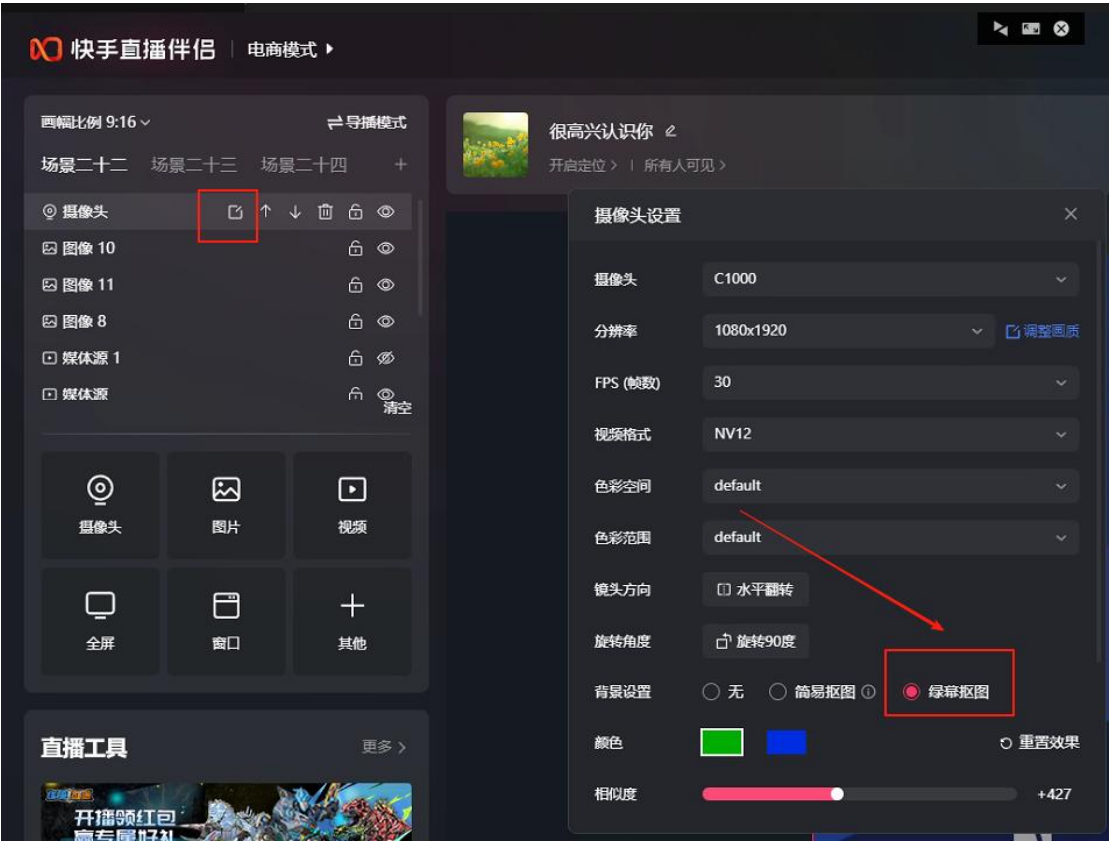 快手直播伴侣 电商模式
画幅比例 9:16 导播模式
场景二十二 场景二十三 场景二十四 +
摄像头
图像 10
图像 11
图像 8
媒体源 1
媒体源
清空
摄像头 图片 视频
全屏 窗口 其他
直播工具 更多
开播领红包
赢专属好礼
很高兴认识你
开启定位 所有人可见
摄像头设置
摄像头 C1000
分辨率 1080x1920 调整画质
FPS (帧数) 30
视频格式 NV12
色彩空间 default
色彩范围 default
镜头方向 水平翻转
旋转角度 旋转90度
背景设置 无 简易抠图 绿幕抠图
颜色 重置效果
相似度 +427